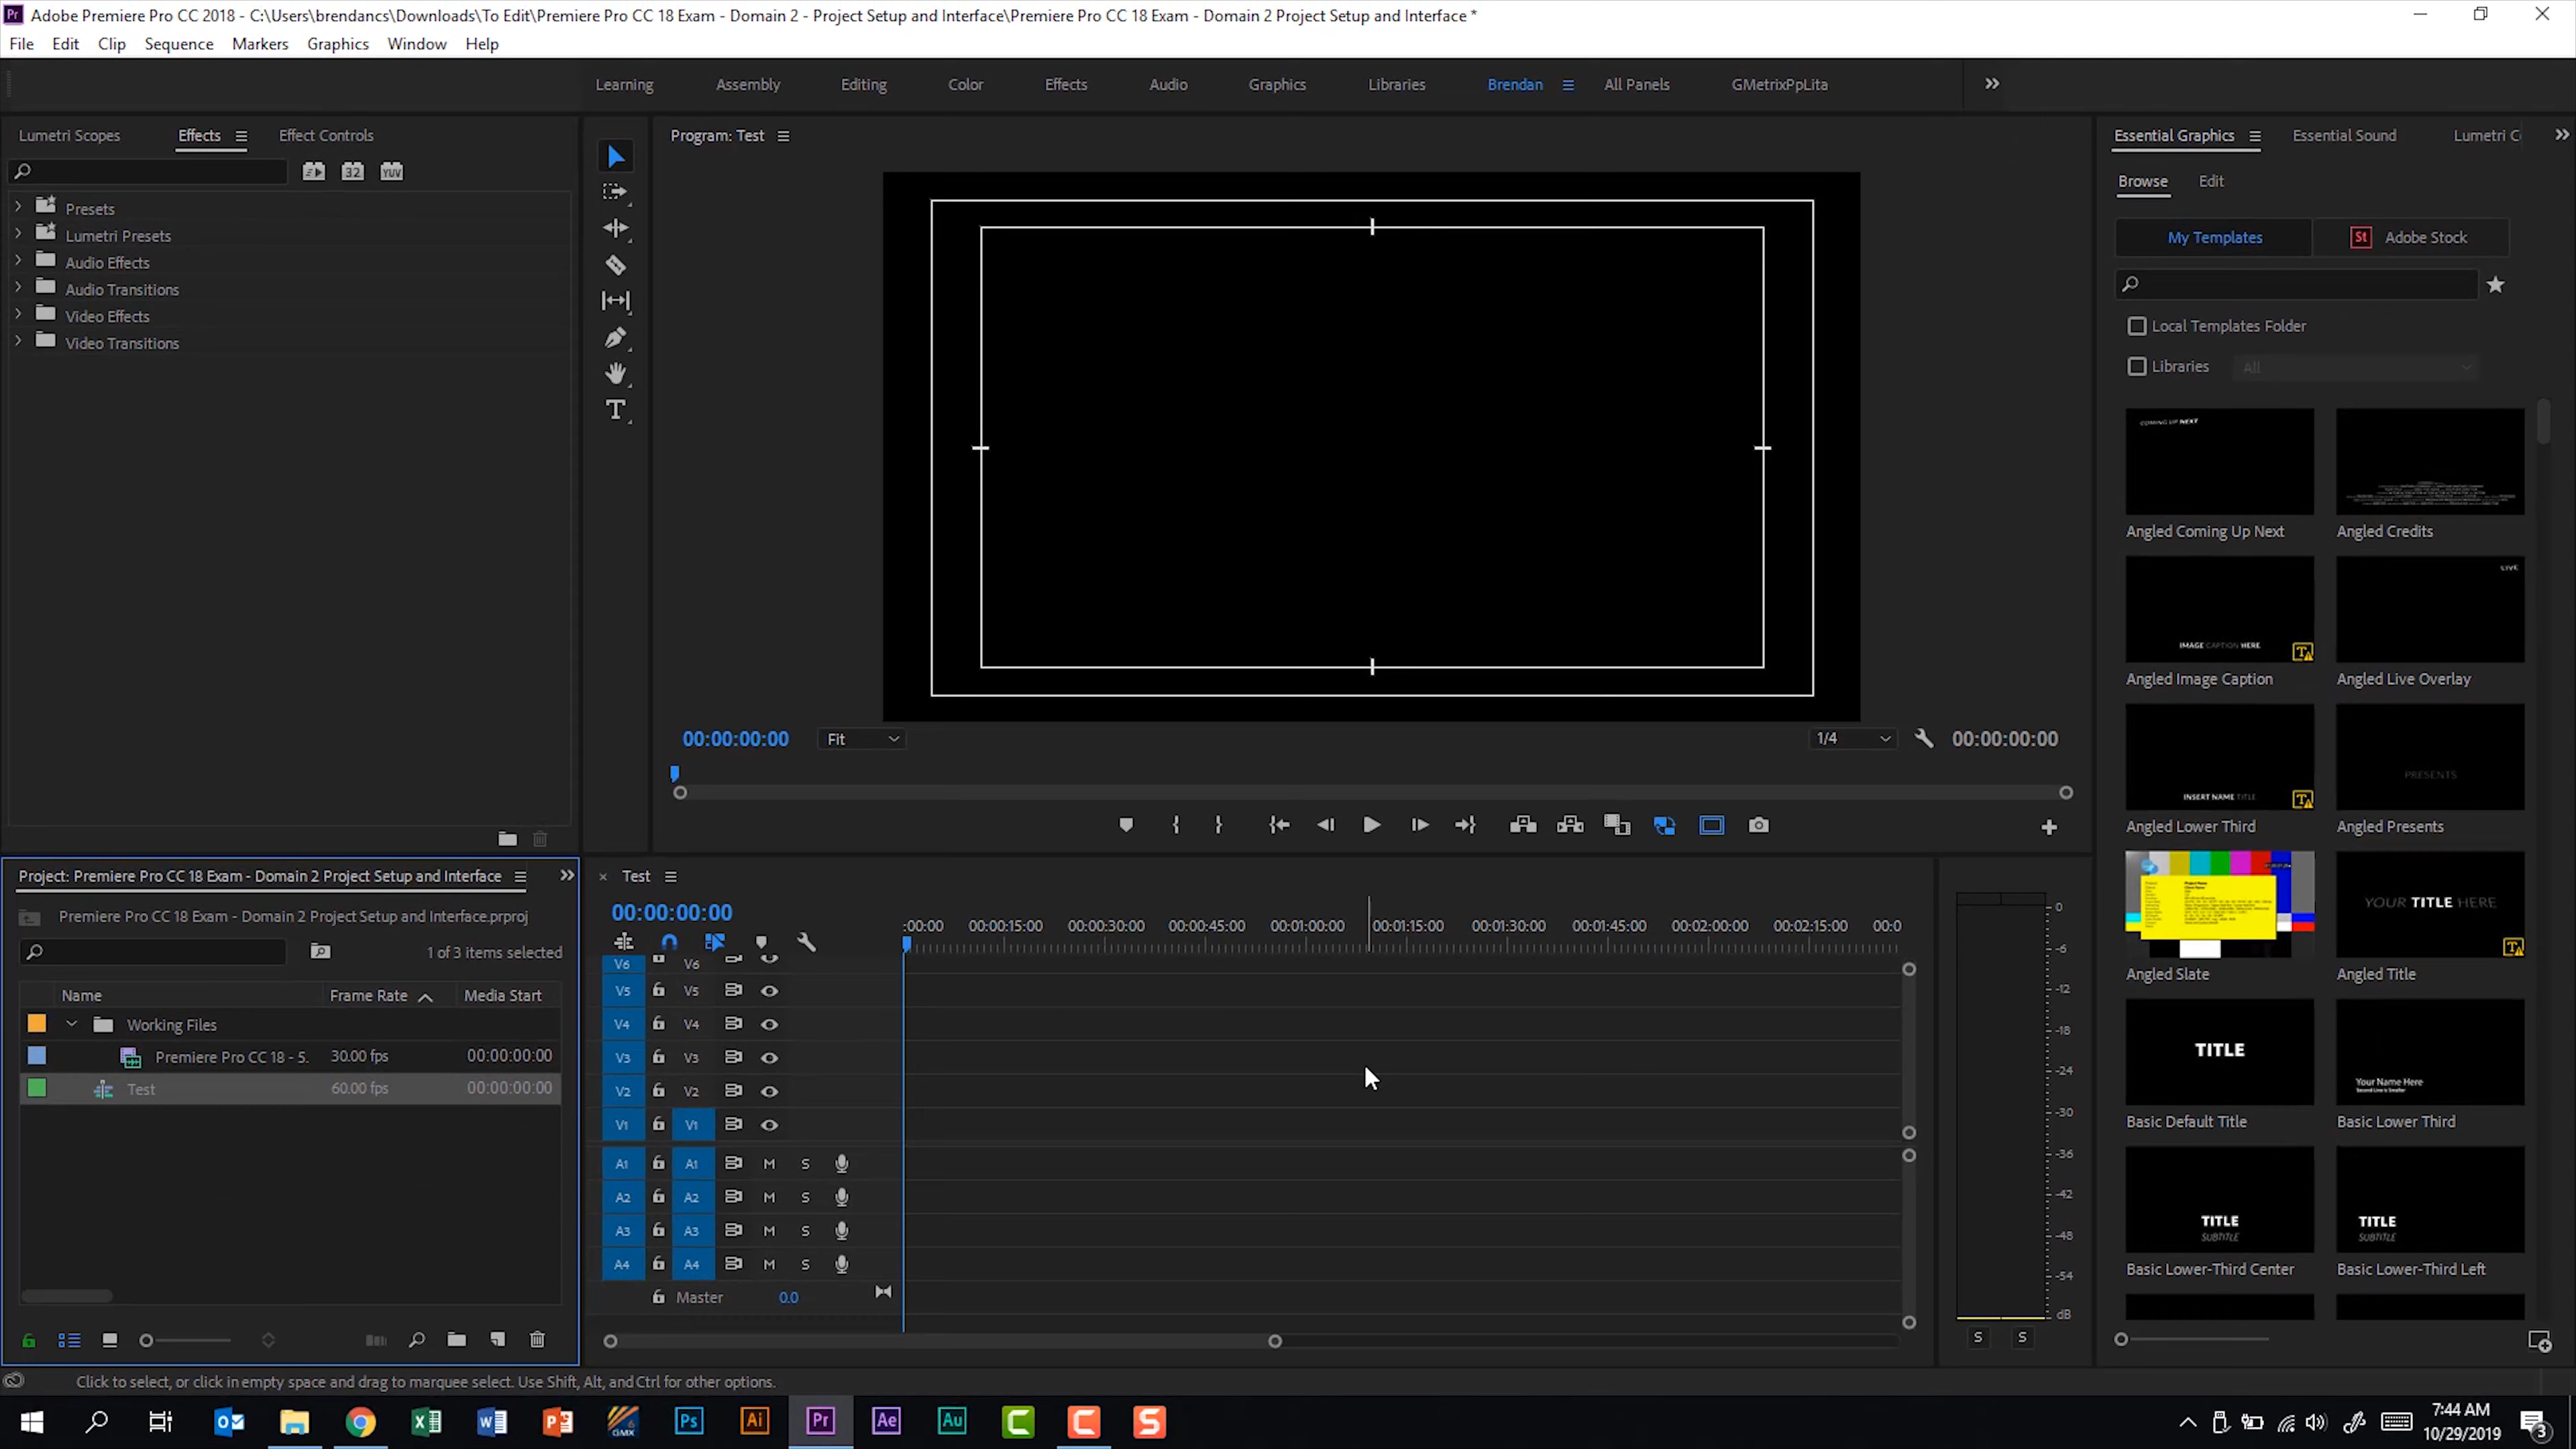 Adobe Premiere Pro CC 2018 - C:\Users\brendancs\Downloads\To Edit\Premiere Pro CC 18 Exam - Domain 2 - Project Setup and Interface\Premiere Pro CC 18 Exam - Domain 2 Project Setup and Interface *
File Edit Clip Sequence Markers Graphics Window Help
Learning Assembly Editing Color Effects Audio Graphics Libraries Brendan All Panels GMetrixPpLita
Lumetri Scopes Effects Effect Controls
32 YUV
Presets
Lumetri Presets
Audio Effects
Audio Transitions
Video Effects
Video Transitions
Program: Test
00:00:00:00 Fit 1/4 00:00:00:00
Essential Graphics Essential Sound Lumetri C
Browse Edit
My Templates St Adobe Stock
Local Templates Folder
Libraries All
COMING UP NEXT
Angled Coming Up Next Angled Credits
LIVE
IMAGE CAPTION HERE
Angled Image Caption Angled Live Overlay
PRESENTS
INSERT NAME TITLE
Angled Lower Third Angled Presents
YOUR TITLE HERE
Angled Slate Angled Title
TITLE
Your Name Here
Second Line is Smaller
Basic Default Title Basic Lower Third
TITLE TITLE
SUBTITLE SUBTITLE
Basic Lower-Third Center Basic Lower-Third Left
Project: Premiere Pro CC 18 Exam - Domain 2 Project Setup and Interface
Premiere Pro CC 18 Exam - Domain 2 Project Setup and Interface.prproj
1 of 3 items selected
Name Frame Rate Media Start
Working Files
Premiere Pro CC 18 - 5. 30.00 fps 00:00:00:00
Test 60.00 fps 00:00:00:00
Test
00:00:00:00
:00:00 00:00:15:00 00:00:30:00 00:00:45:00 00:01:00:00 00:01:15:00 00:01:30:00 00:01:45:00 00:02:00:00 00:02:15:00 00:0
V6 V6
V5 V5
V4 V4
V3 V3
V2 V2
V1 V1
A1 A1 M S
A2 A2 M S
A3 A3 M S
A4 A4 M S
Master 0.0
0
-6
-12
-18
-24
-30
-36
-42
-48
-54
dB
S S
Click to select, or click in empty space and drag to marquee select. Use Shift, Alt, and Ctrl for other options.
GMX Ps Ai Pr Ae Au C C S
7:44 AM
10/29/2019
3